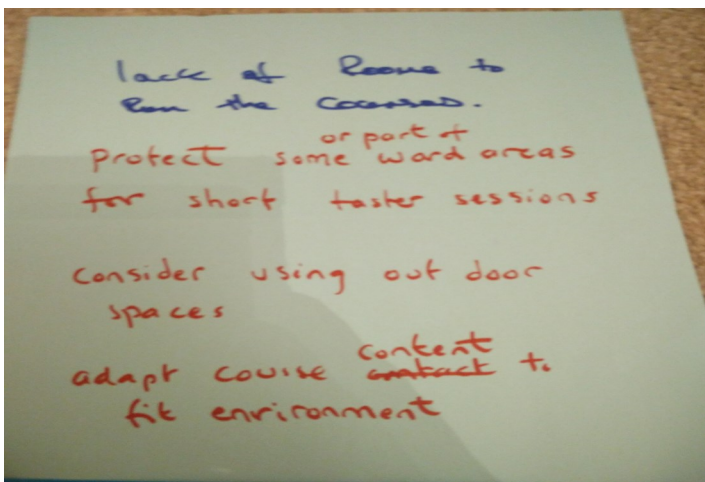 lack of Rooms to
Run the Courses.
or part of
protect some ward areas
for short taster sessions
consider using out door
spaces
content
adapt course contact to
fit environment